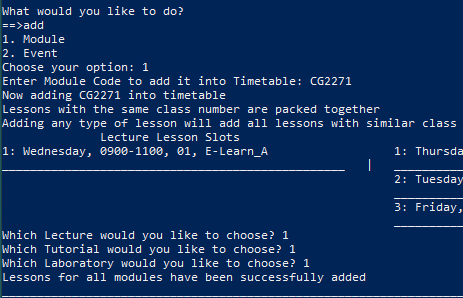 What would you like to do?
==>add
1. Module
2. Event
Choose your option: 1
Enter Module Code to add it into Timetable: CG2271
Now adding CG2271 into timetable
Lessons with the same class number are packed together
Adding any type of lesson will add all lessons with similar class
Lecture Lesson Slots
1: Wednesday, 0900-1100, 01, E-Learn_A 1: Thursda
|
2: Tuesday
3: Friday,
Which Lecture would you like to choose? 1
Which Tutorial would you like to choose? 1
Which Laboratory would you like to choose? 1
Lessons for all modules have been successfully added